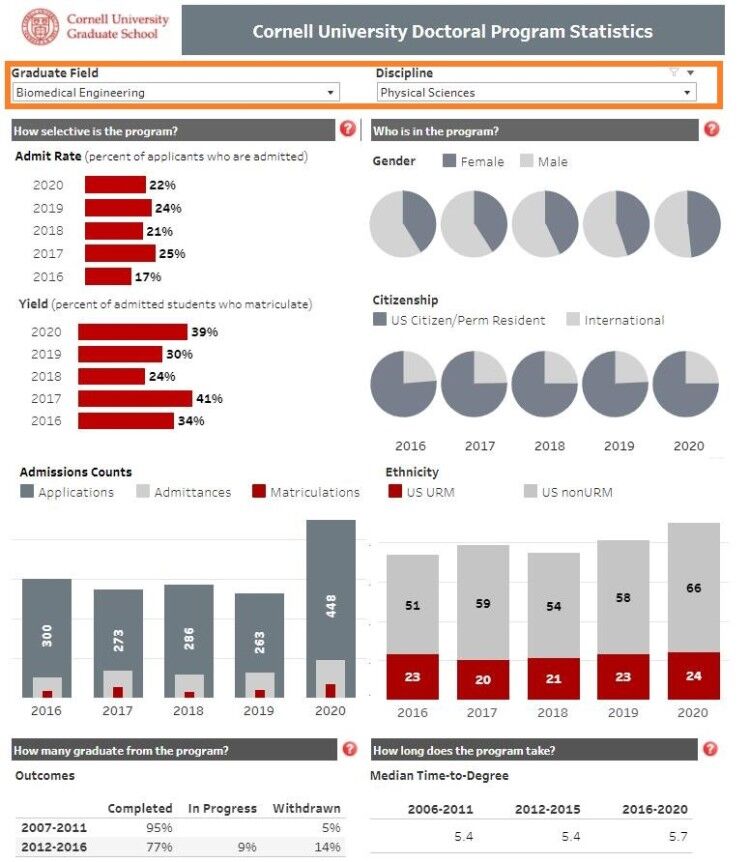 Cornell University
Graduate School
Cornell University Doctoral Program Statistics
Graduate Field
Biomedical Engineering
Discipline
Physical Sciences
How selective is the program? ?
Admit Rate (percent of applicants who are admitted)
2020 22%
2019 24%
2018 21%
2017 25%
2016 17%
Yield (percent of admitted students who matriculate)
2020 39%
2019 30%
2018 24%
2017 41%
2016 34%
Admissions Counts
Applications Admittances Matriculations
300 273 286 263 448
2016 2017 2018 2019 2020
Who is in the program? ?
Gender Female Male
Citizenship
US Citizen/Perm Resident International
2016 2017 2018 2019 2020
Ethnicity
US URM US nonURM
51 59 54 58 66
23 20 21 23 24
2016 2017 2018 2019 2020
How many graduate from the program? ?
Outcomes
Completed In Progress Withdrawn
2007-2011 95% 5%
2012-2016 77% 9% 14%
How long does the program take? ?
Median Time-to-Degree
2006-2011 2012-2015 2016-2020
5.4 5.4 5.7